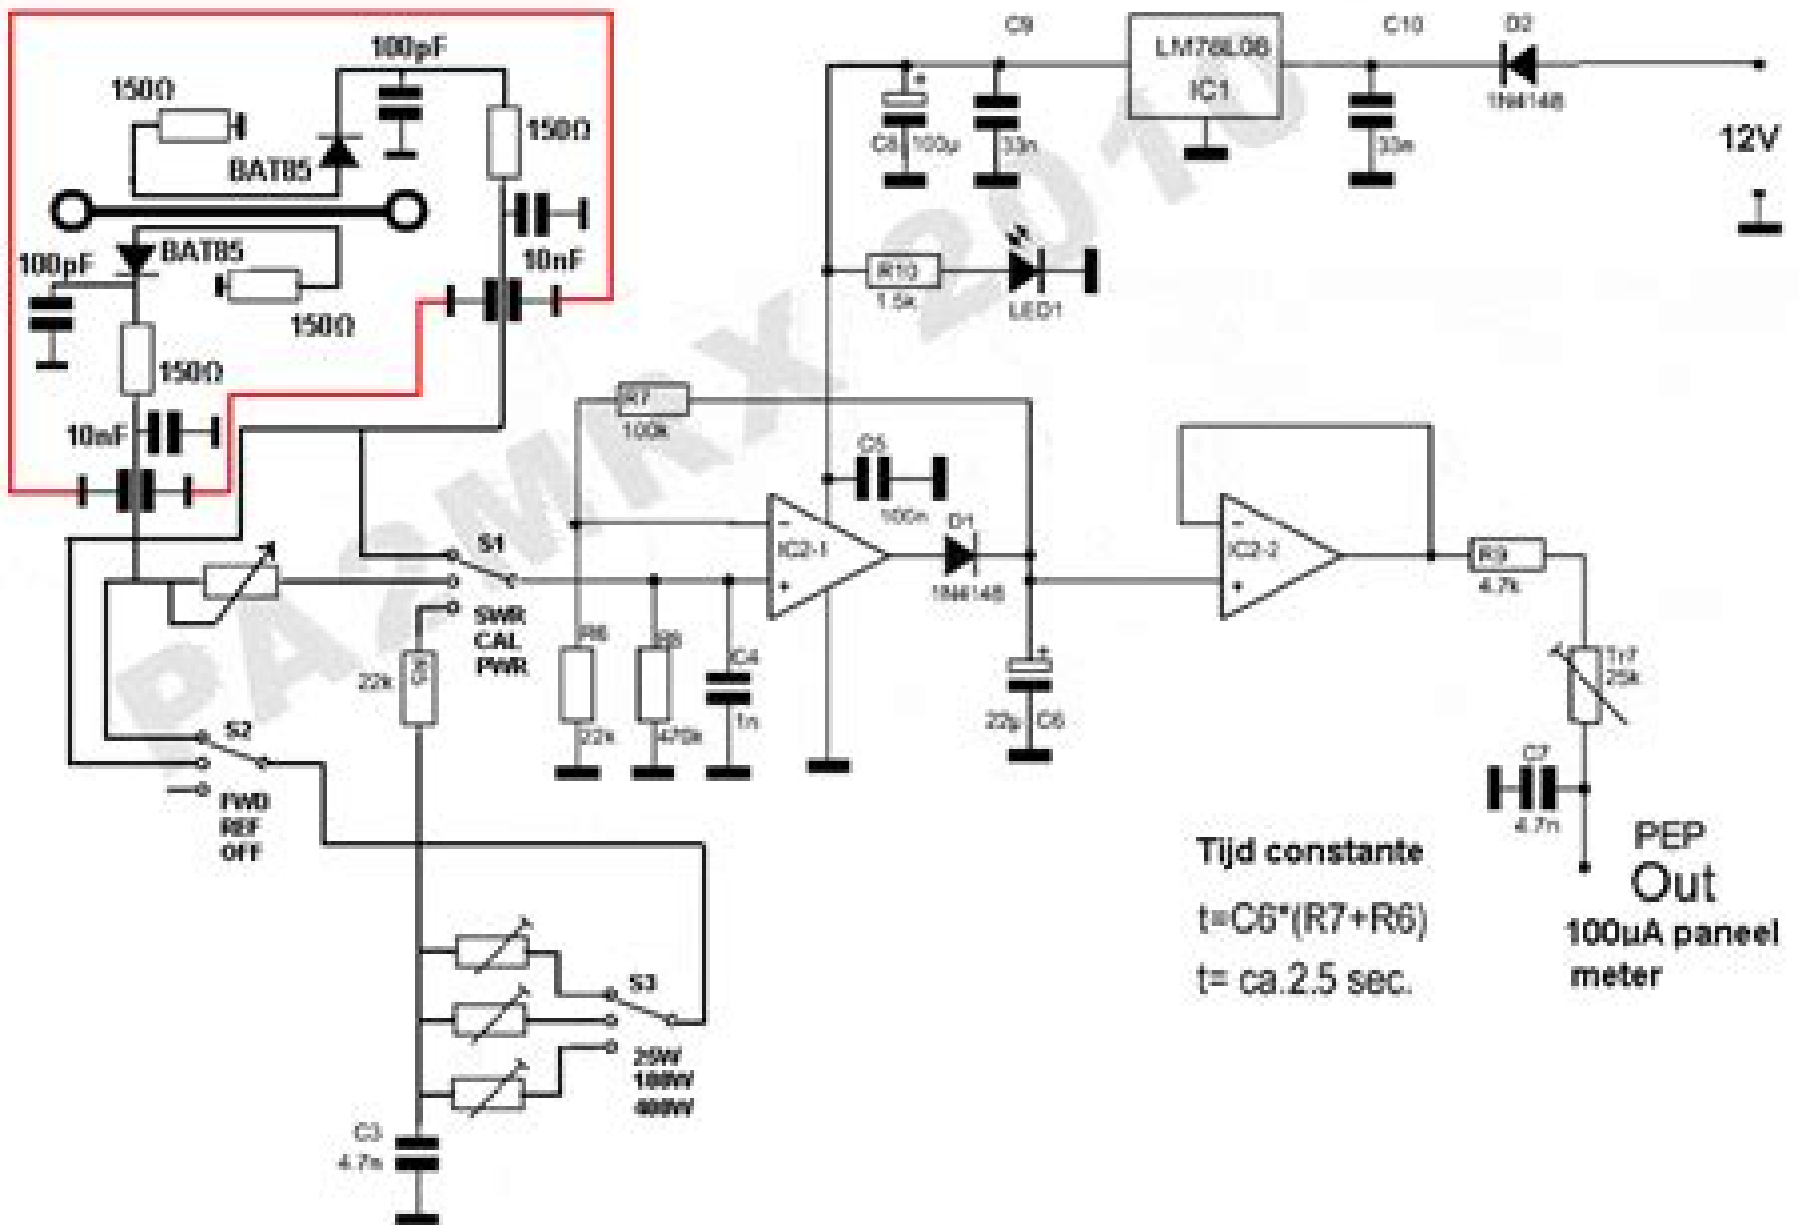 100pF
150Ω
BAT85
150Ω
100pF
BAT85
150Ω
150Ω
10nF
10nF
C9
LM78L08
IC1
C10
D2
1N4148
12V
C8 100µ
33n
33n
R10
1.5k
LED1
R7
100k
C5
100n
D1
IC2-1
1N4148
IC2-2
R9
4.7k
S1
SWR
CAL
PWR
22k
R6
22k
470k
C4
1n
22µ C6
Tr7
25k
C7
4.7n
S2
FWD
REF
OFF
PEP
Out
100µA paneel
meter
Tijd constante
t=C6*(R7+R6)
t= ca.2.5 sec.
S3
25W
100W
400W
C3
4.7n
PA2MRX 2010